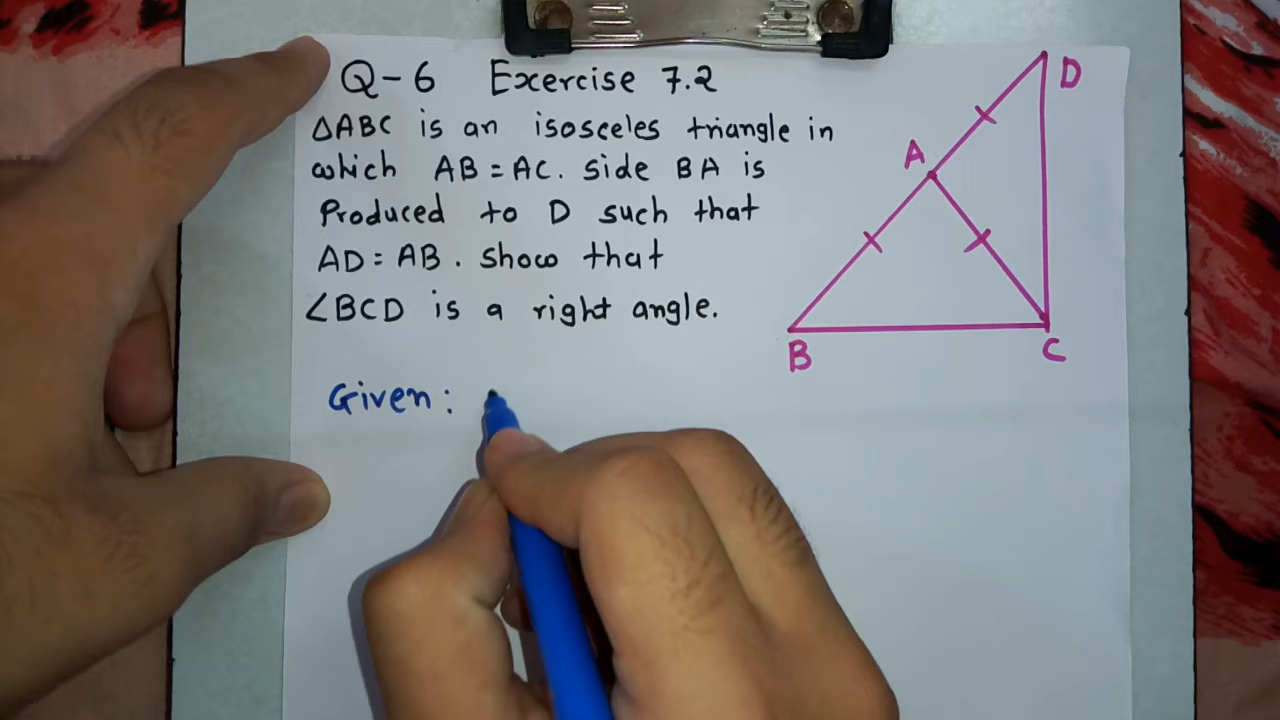 Q-6 Exercise 7.2
ΔABC is an isosceles triangle in
which AB = AC. side BA is
Produced to D such that
AD = AB. show that
∠BCD is a right angle.
Given:
D
A
B
C